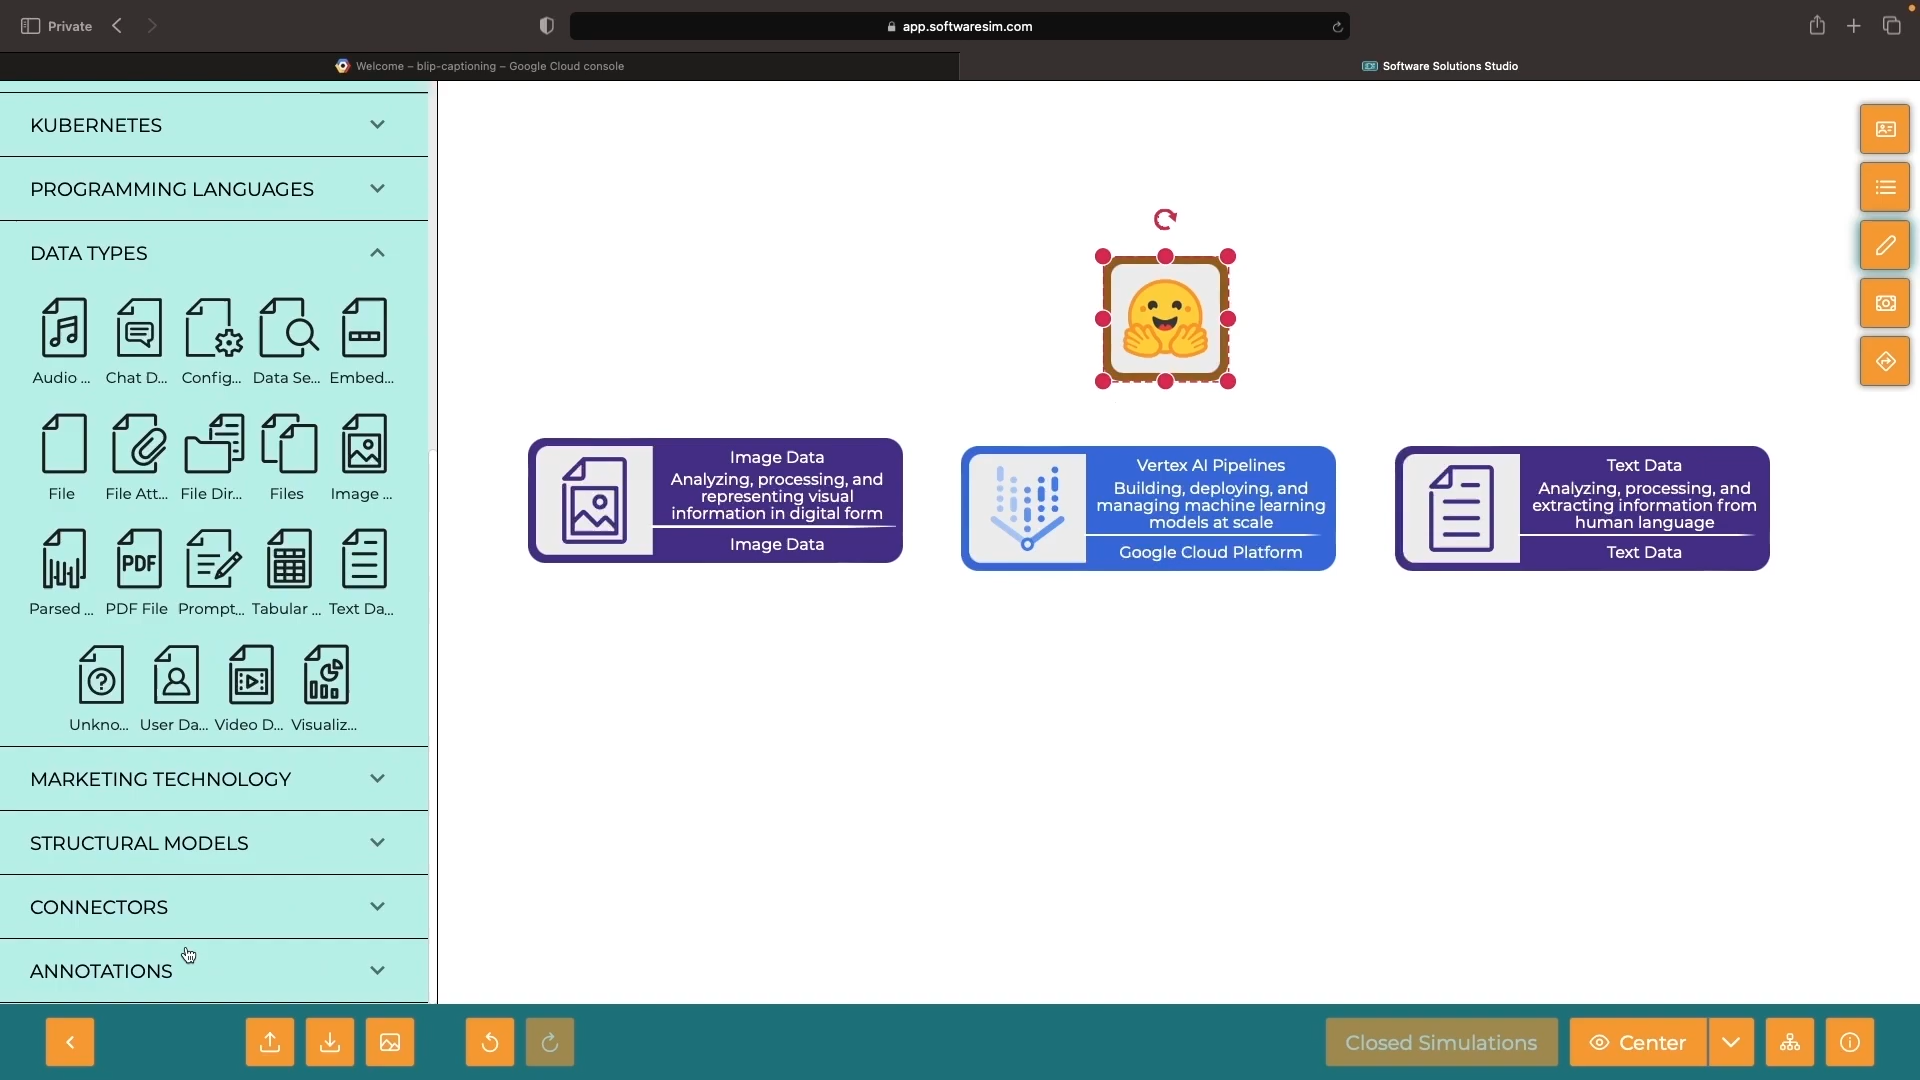 Private
app.softwaresim.com
Welcome – blip-captioning – Google Cloud console
Software Solutions Studio
KUBERNETES
PROGRAMMING LANGUAGES
DATA TYPES
Audio ...
Chat D...
Config...
Data Se...
Embed...
File
File Att...
File Dir...
Files
Image ...
PDF
Parsed ...
PDF File
Prompt...
Tabular ...
Text Da...
Unkno...
User Da...
Video D...
Visualiz...
MARKETING TECHNOLOGY
STRUCTURAL MODELS
CONNECTORS
ANNOTATIONS
Image Data
Analyzing, processing, and
representing visual
information in digital form
Image Data
Vertex AI Pipelines
Building, deploying, and
managing machine learning
models at scale
Google Cloud Platform
Text Data
Analyzing, processing, and
extracting information from
human language
Text Data
Closed Simulations
Center